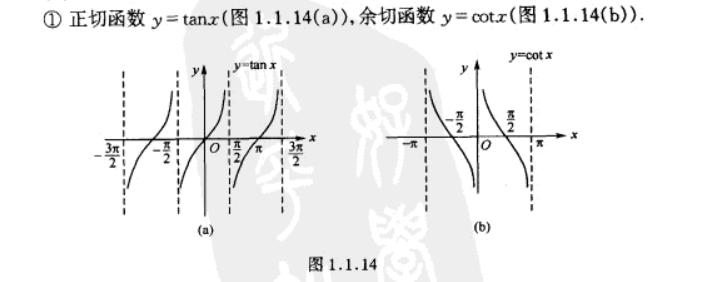 ① 正切函数 y=tanx(图 1.1.14(a)),余切函数 y=cotx(图 1.1.14(b)).
y
y=tan x
-3π/2
-π/2
O
π/2
π
3π/2
x
(a)
y
y=cot x
-π
-π/2
O
π/2
π
x
(b)
图 1.1.14